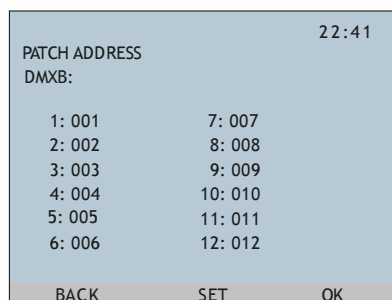 22:41
PATCH ADDRESS
DMXB:
1: 001 7: 007
2: 002 8: 008
3: 003 9: 009
4: 004 10: 010
5: 005 11: 011
6: 006 12: 012
BACK SET OK